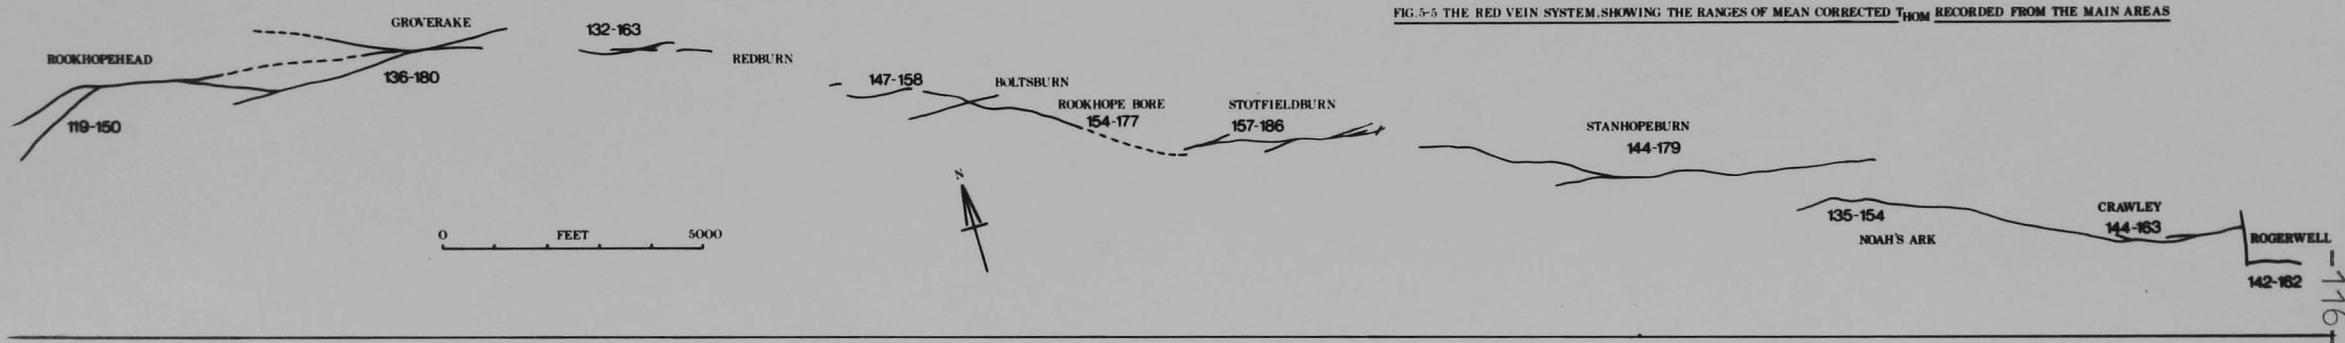 FIG.5-5 THE RED VEIN SYSTEM.SHOWING THE RANGES OF MEAN CORRECTED THOM RECORDED FROM THE MAIN AREAS
GROVERAKE
132-163
ROOKHOPEHEAD
REDBURN
136-180
147-158
BOLTSBURN
119-150
ROOKHOPE BORE
154-177
STOTFIELDBURN
157-186
STANHOPEBURN
144-179
N
0 FEET 5000
135-154
NOAH'S ARK
CRAWLEY
144-163
ROGERWELL
142-162
-116-